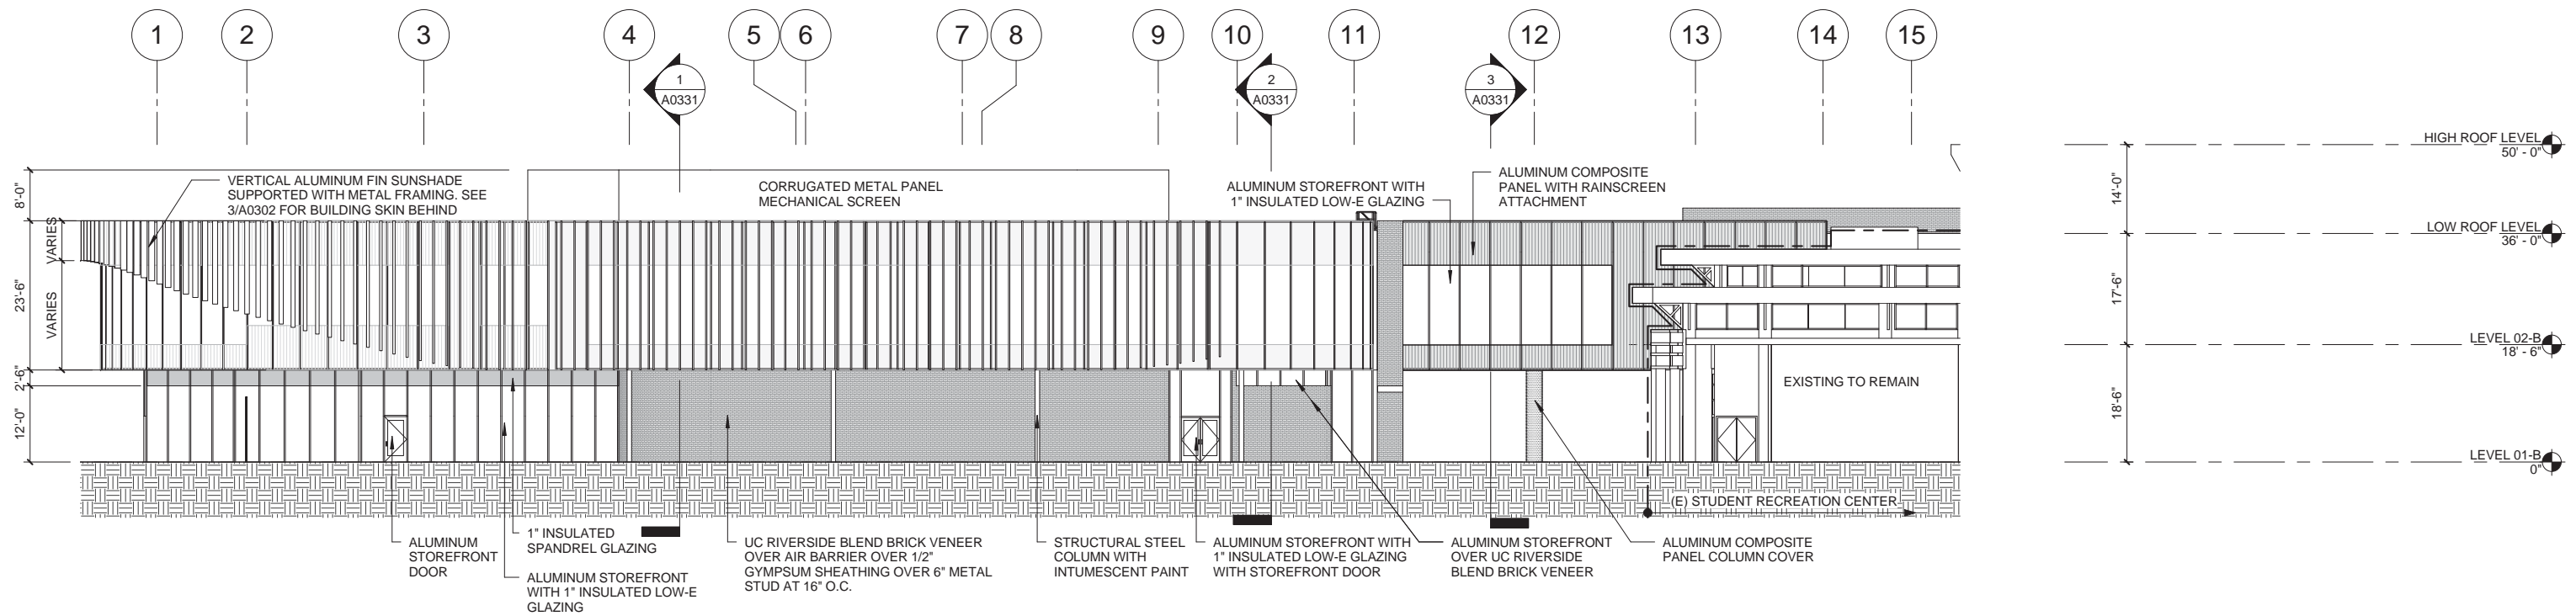 1
2
3
4
5
6
7
8
9
10
11
12
13
14
15
1
A0331
2
A0331
3
A0331
HIGH ROOF LEVEL
50' - 0"
LOW ROOF LEVEL
36' - 0"
LEVEL 02-B
18' - 6"
LEVEL 01-B
0"
14'-0"
17'-6"
18'-6"
8'-0"
VARIES
23'-6"
VARIES
2'-6"
12'-0"
VERTICAL ALUMINUM FIN SUNSHADE
SUPPORTED WITH METAL FRAMING. SEE
3/A0302 FOR BUILDING SKIN BEHIND
CORRUGATED METAL PANEL
MECHANICAL SCREEN
ALUMINUM STOREFRONT WITH
1" INSULATED LOW-E GLAZING
ALUMINUM COMPOSITE
PANEL WITH RAINSCREEN
ATTACHMENT
EXISTING TO REMAIN
(E) STUDENT RECREATION CENTER
ALUMINUM
STOREFRONT
DOOR
1" INSULATED
SPANDREL GLAZING
ALUMINUM STOREFRONT
WITH 1" INSULATED LOW-E
GLAZING
UC RIVERSIDE BLEND BRICK VENEER
OVER AIR BARRIER OVER 1/2"
GYMPSUM SHEATHING OVER 6" METAL
STUD AT 16" O.C.
STRUCTURAL STEEL
COLUMN WITH
INTUMESCENT PAINT
ALUMINUM STOREFRONT WITH
1" INSULATED LOW-E GLAZING
WITH STOREFRONT DOOR
ALUMINUM STOREFRONT
OVER UC RIVERSIDE
BLEND BRICK VENEER
ALUMINUM COMPOSITE
PANEL COLUMN COVER